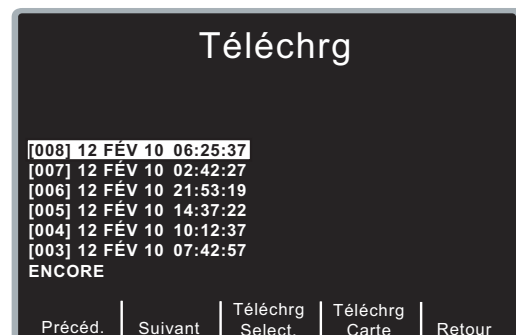 Téléchrg
[008] 12 FÉV 10 06:25:37
[007] 12 FÉV 10 02:42:27
[006] 12 FÉV 10 21:53:19
[005] 12 FÉV 10 14:37:22
[004] 12 FÉV 10 10:12:37
[003] 12 FÉV 10 07:42:57
ENCORE
Précéd.
Suivant
Téléchrg
Select.
Téléchrg
Carte
Retour